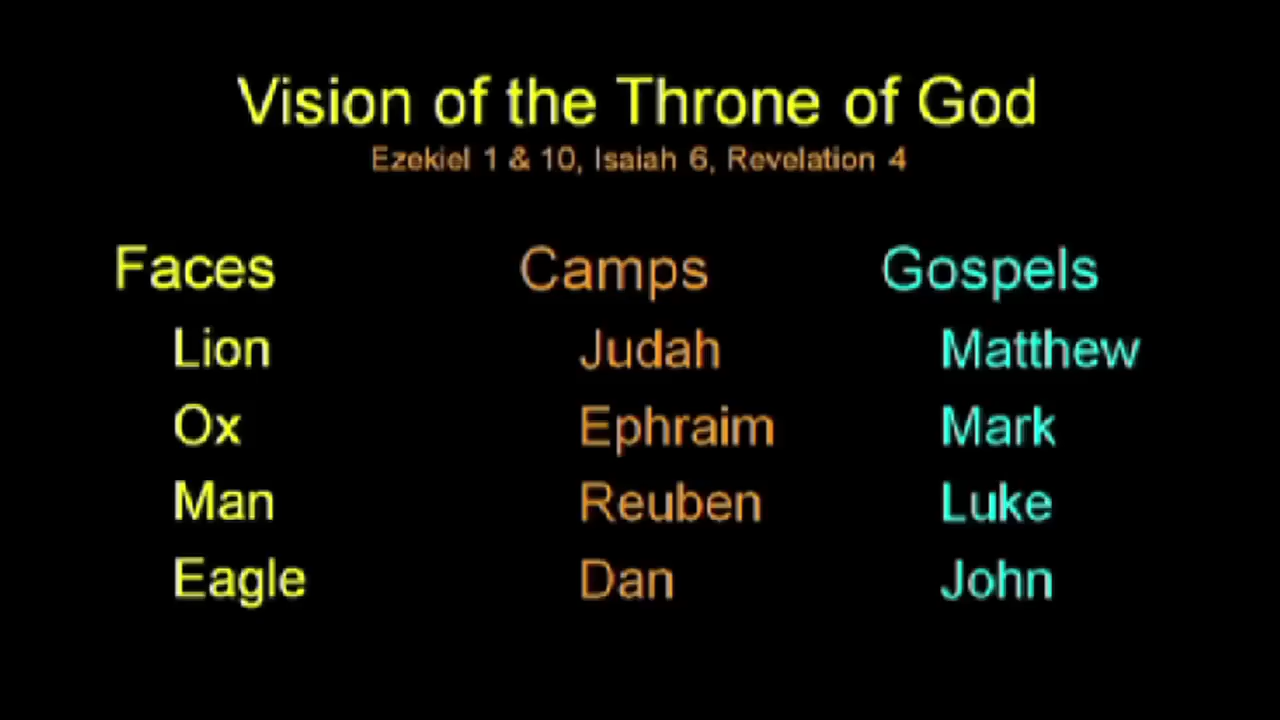 Vision of the Throne of God
Ezekiel 1 & 10, Isaiah 6, Revelation 4
Faces Camps Gospels
Lion Judah Matthew
Ox Ephraim Mark
Man Reuben Luke
Eagle Dan John